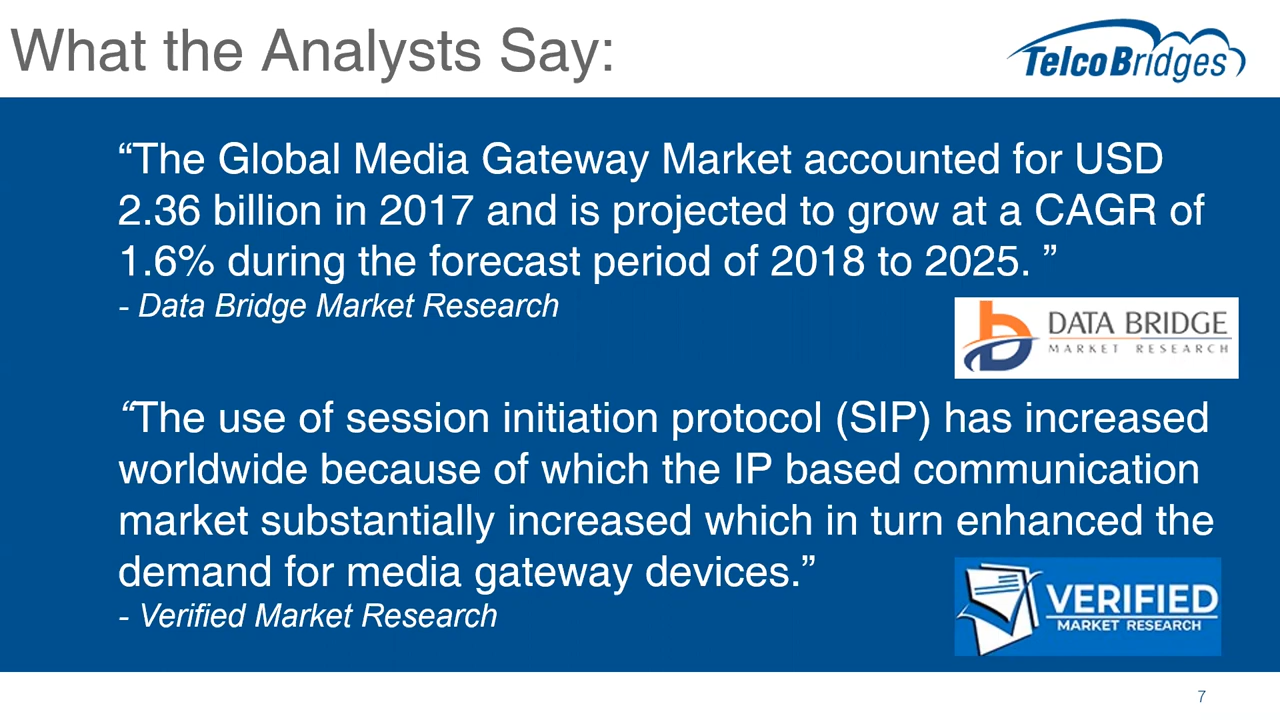 What the Analysts Say:
TelcoBridges
“The Global Media Gateway Market accounted for USD
2.36 billion in 2017 and is projected to grow at a CAGR of
1.6% during the forecast period of 2018 to 2025. ”
- Data Bridge Market Research
DATA BRIDGE
MARKET RESEARCH
“The use of session initiation protocol (SIP) has increased
worldwide because of which the IP based communication
market substantially increased which in turn enhanced the
demand for media gateway devices.”
- Verified Market Research
VERIFIED
MARKET RESEARCH
7